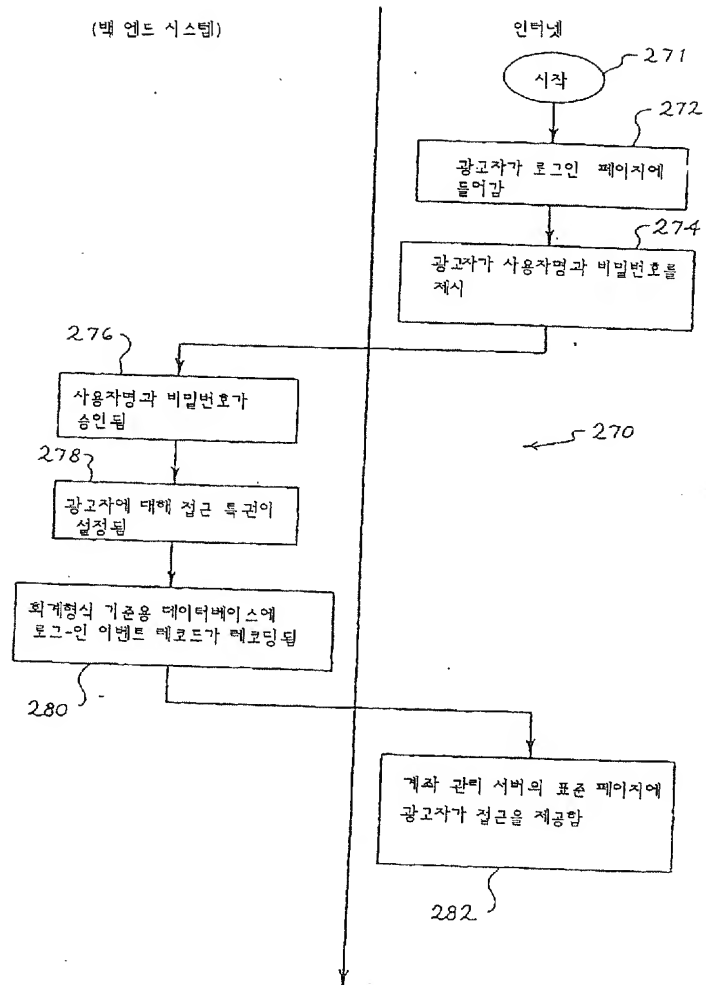 (백 엔드 시스템)
인터넷
271
시작
272
광고자가 로그인 페이지에
들어감
274
광고자가 사용자명과 비밀번호를
제시
276
사용자명과 비밀번호가
승인됨
270
278
광고자에 대해 접근 특권이
설정됨
회계형식 기준용 데이터베이스에
로그-인 이벤트 레코드가 레코딩됨
280
계좌 관리 서버의 표준 페이지에
광고자가 접근을 제공함
282